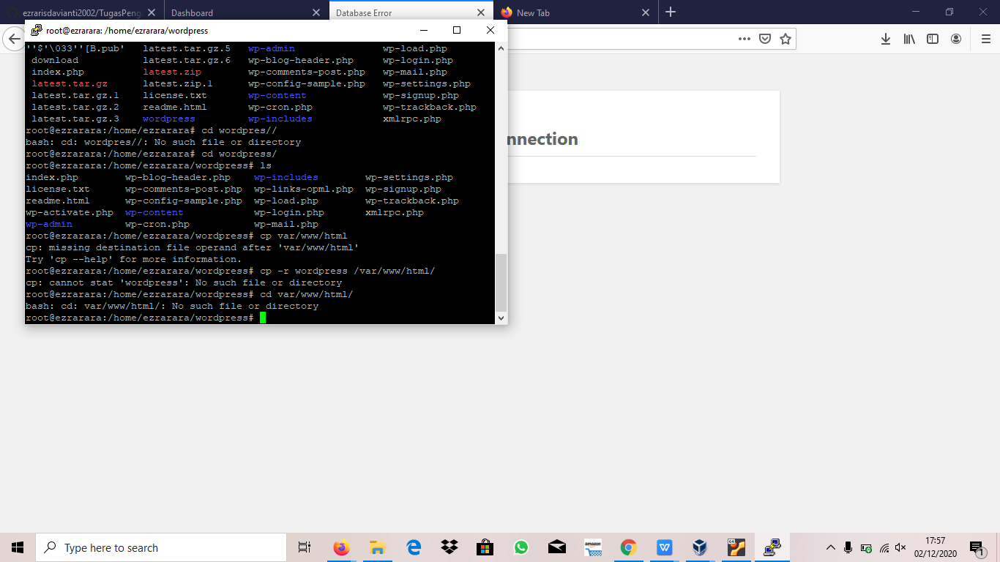 ezrarisdavianti2002/TugasPeng
Dashboard
Database Error
New Tab
root@ezrarara: /home/ezrarara/wordpress
''$'\033''[B.pub' latest.tar.gz.5 wp-admin wp-load.php
download latest.tar.gz.6 wp-blog-header.php wp-login.php
index.php latest.zip wp-comments-post.php wp-mail.php
latest.tar.gz latest.zip.1 wp-config-sample.php wp-settings.php
latest.tar.gz.1 license.txt wp-content wp-signup.php
latest.tar.gz.2 readme.html wp-cron.php wp-trackback.php
latest.tar.gz.3 wordpress wp-includes xmlrpc.php
root@ezrarara:/home/ezrarara# cd wordpres//
bash: cd: wordpres//: No such file or directory
root@ezrarara:/home/ezrarara# cd wordpress/
root@ezrarara:/home/ezrarara/wordpress# ls
index.php wp-blog-header.php wp-includes wp-settings.php
license.txt wp-comments-post.php wp-links-opml.php wp-signup.php
readme.html wp-config-sample.php wp-load.php wp-trackback.php
wp-activate.php wp-content wp-login.php xmlrpc.php
wp-admin wp-cron.php wp-mail.php
root@ezrarara:/home/ezrarara/wordpress# cp var/www/html
cp: missing destination file operand after 'var/www/html'
Try 'cp --help' for more information.
root@ezrarara:/home/ezrarara/wordpress# cp -r wordpress /var/www/html/
cp: cannot stat 'wordpress': No such file or directory
root@ezrarara:/home/ezrarara/wordpress# cd var/www/html/
bash: cd: var/www/html/: No such file or directory
root@ezrarara:/home/ezrarara/wordpress#
nnection
Type here to search
amazon
W
64
17:57
02/12/2020
1